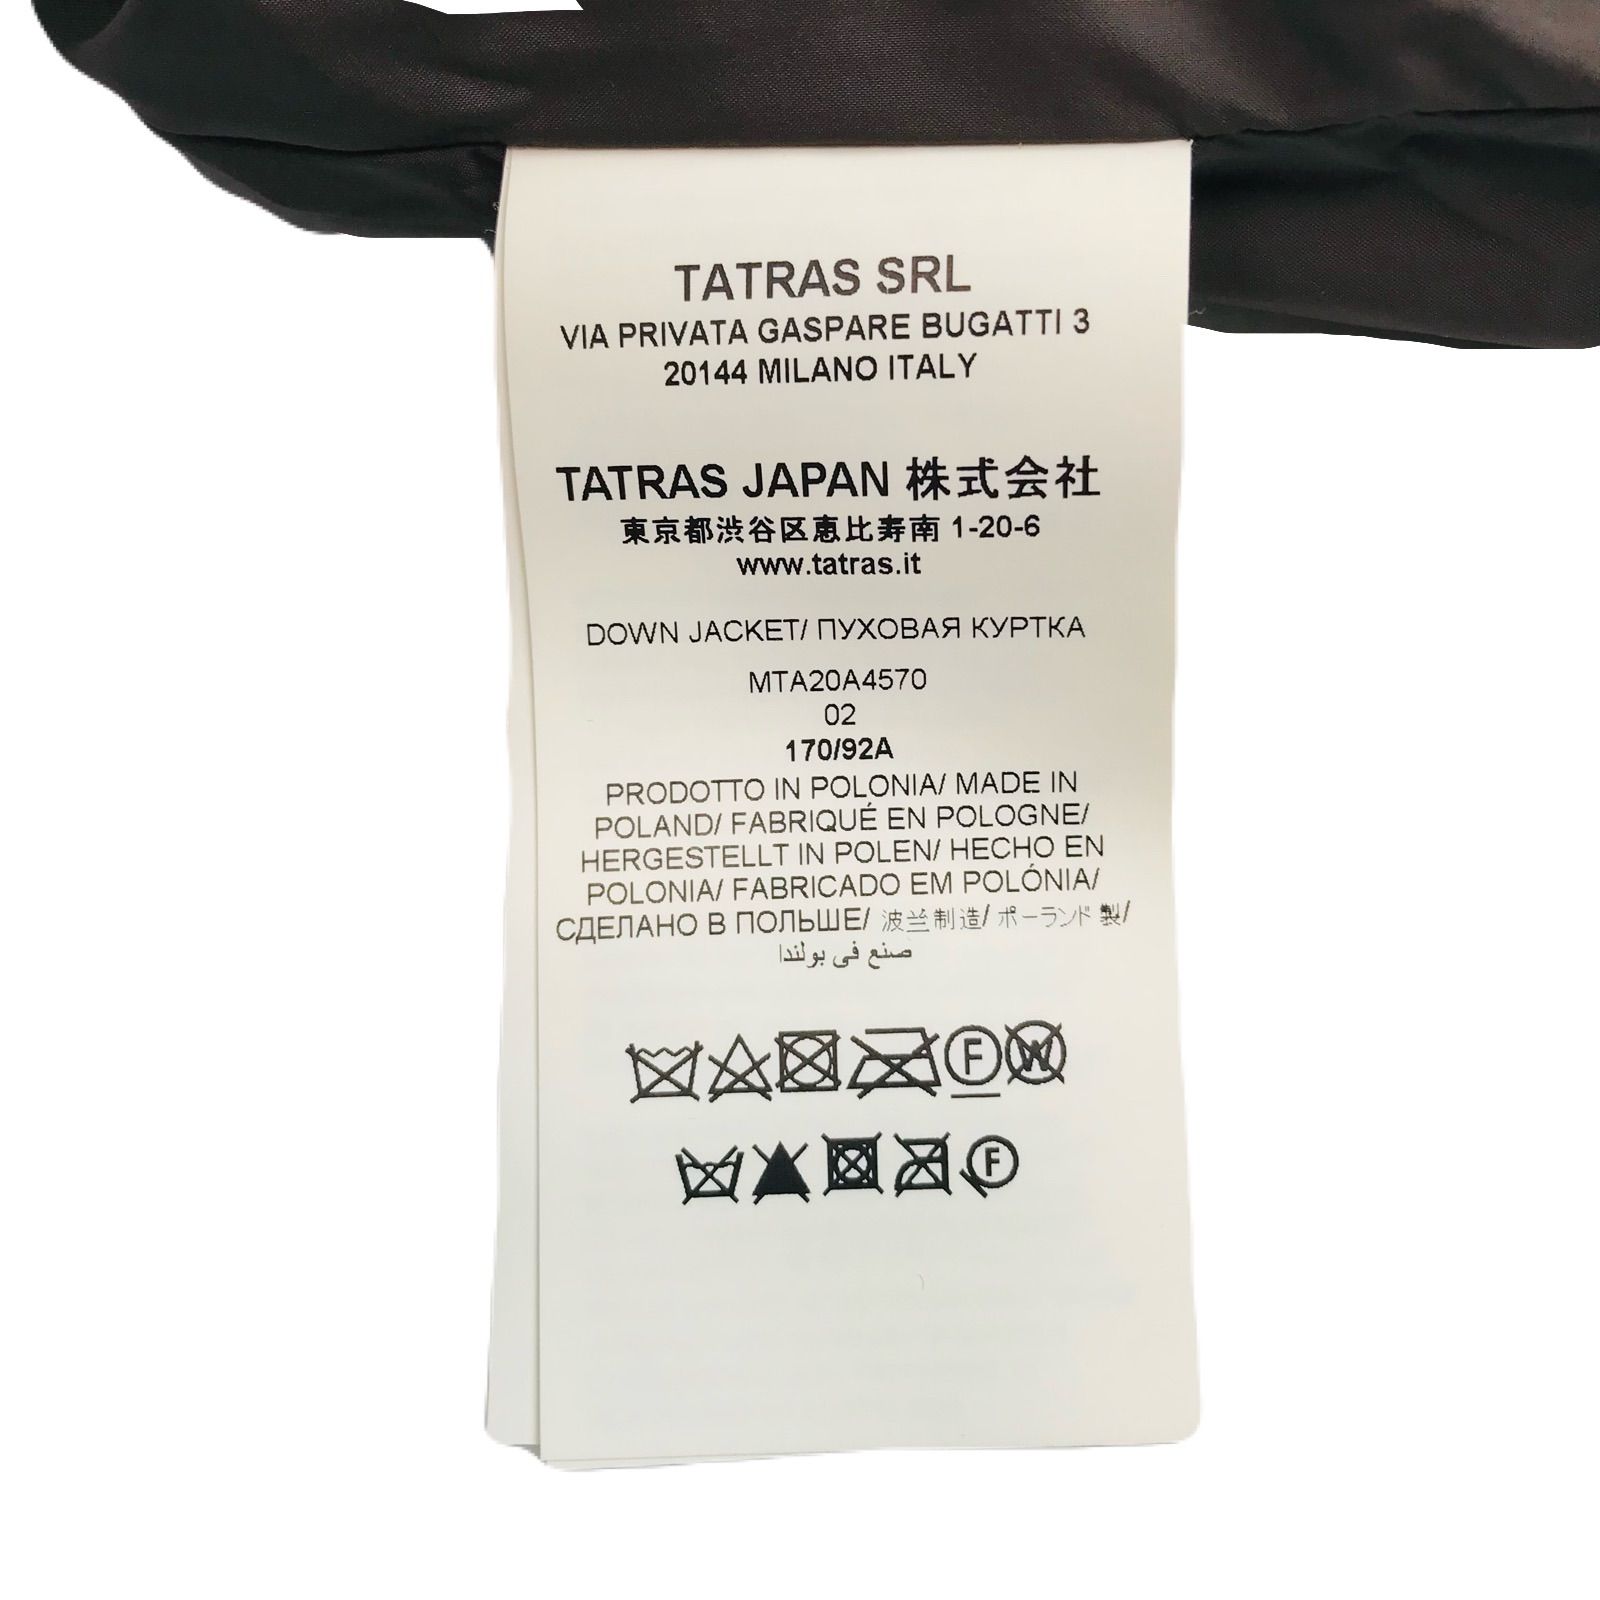 TATRAS SRL
VIA PRIVATA GASPARE BUGATTI 3
20144 MILANO ITALY
TATRAS JAPAN 株式会社
東京都渋谷区恵比寿南 1-20-6
www.tatras.it
DOWN JACKET/ ПУХОВАЯ КУРТКА
MTA20A4570
02
170/92A
PRODOTTO IN POLONIA/ MADE IN
POLAND/ FABRIQUÉ EN POLOGNE/
HERGESTELLT IN POLEN/ HECHO EN
POLONIA/ FABRICADO EM POLÓNIA/
СДЕЛАНО В ПОЛЬШЕ/ 波兰制造/ ポーランド製/
صنع في بولندا
F W
F